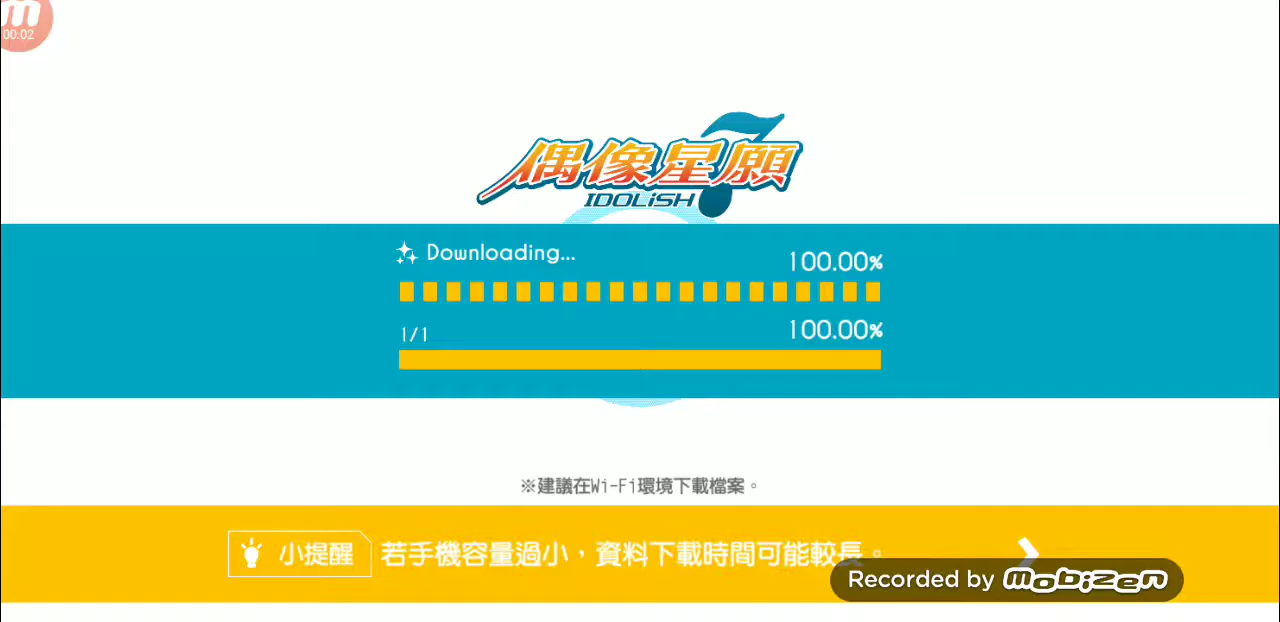 m
00:02
偶像星願
7
IDOLiSH
Downloading...
100.00%
1/1
100.00%
※建議在Wi-Fi環境下載檔案。
小提醒
若手機容量過小，資料下載時間可能較長。
Recorded by mobizen